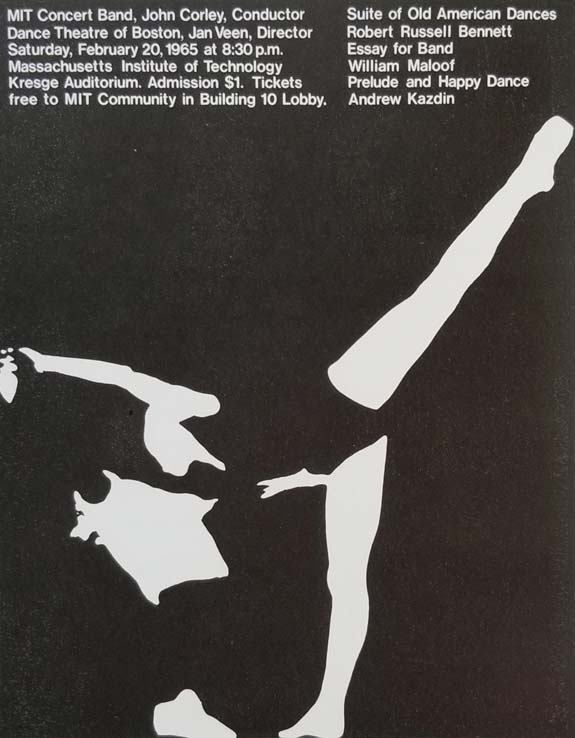 MIT Concert Band, John Corley, Conductor
Dance Theatre of Boston, Jan Veen, Director
Saturday, February 20, 1965 at 8:30 p.m.
Massachusetts Institute of Technology
Kresge Auditorium. Admission $1. Tickets
free to MIT Community in Building 10 Lobby.
Suite of Old American Dances
Robert Russell Bennett
Essay for Band
William Maloof
Prelude and Happy Dance
Andrew Kazdin